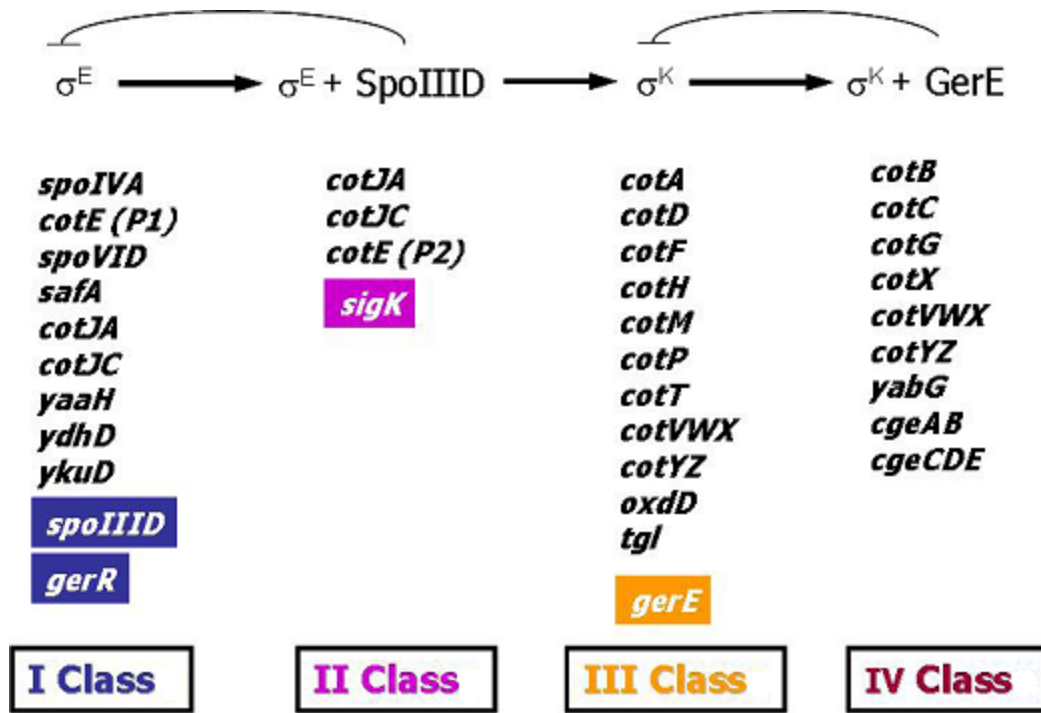 σE σE + SpoIIID σK σK + GerE
spoIVA
cotE (P1)
spoVID
safA
cotJA
cotJC
yaaH
ydhD
ykuD
spoIIID
gerR
cotJA
cotJC
cotE (P2)
sigK
cotA
cotD
cotF
cotH
cotM
cotP
cotT
cotVWX
cotYZ
oxdD
tgl
gerE
cotB
cotC
cotG
cotX
cotVWX
cotYZ
yabG
cgeAB
cgeCDE
I Class II Class III Class IV Class